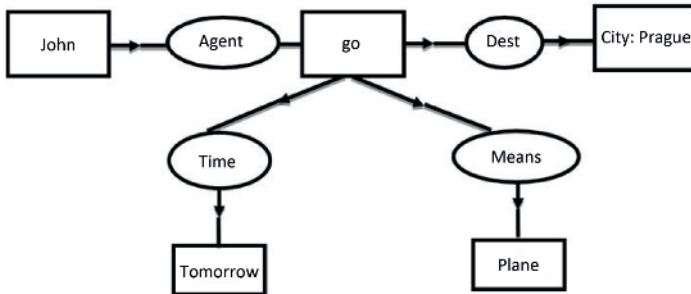 John
Agent
go
Dest
City: Prague
Time
Means
Tomorrow
Plane